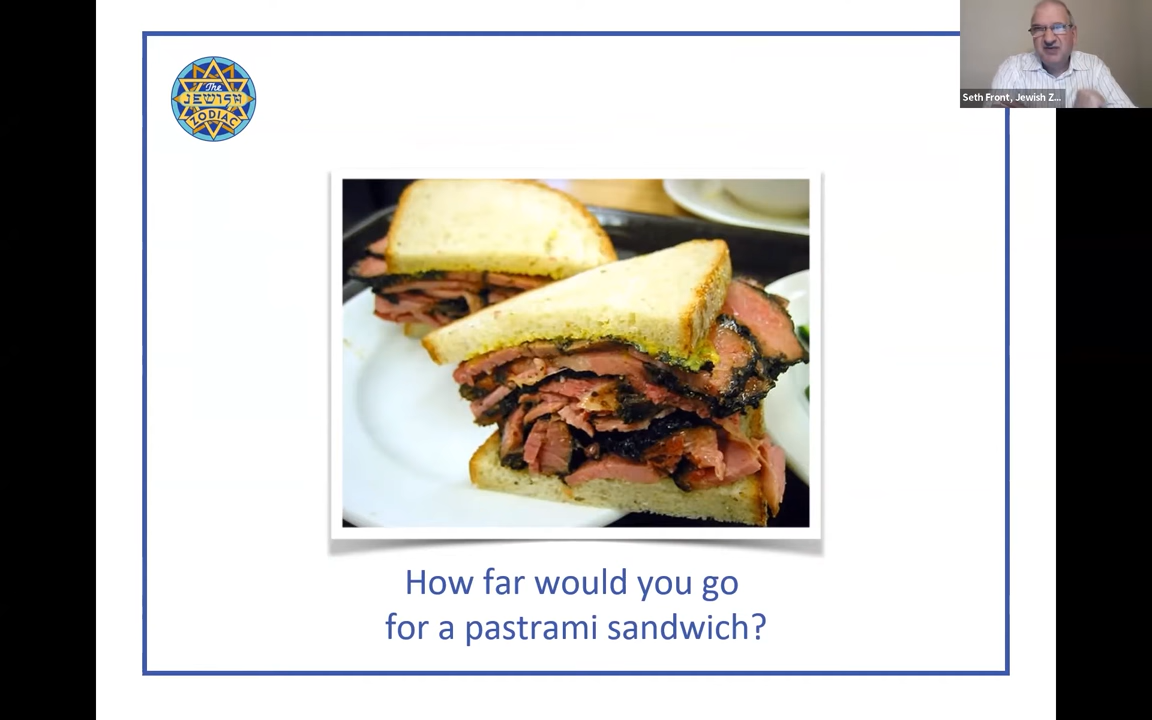 The
JEWISH
ZODIAC
Seth Front, Jewish Z...
How far would you go
for a pastrami sandwich?